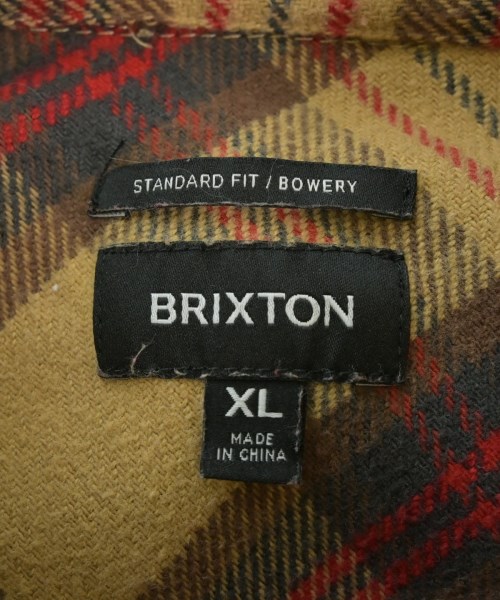 STANDARD FIT / BOWERY
BRIXTON
XL
MADE
IN CHINA